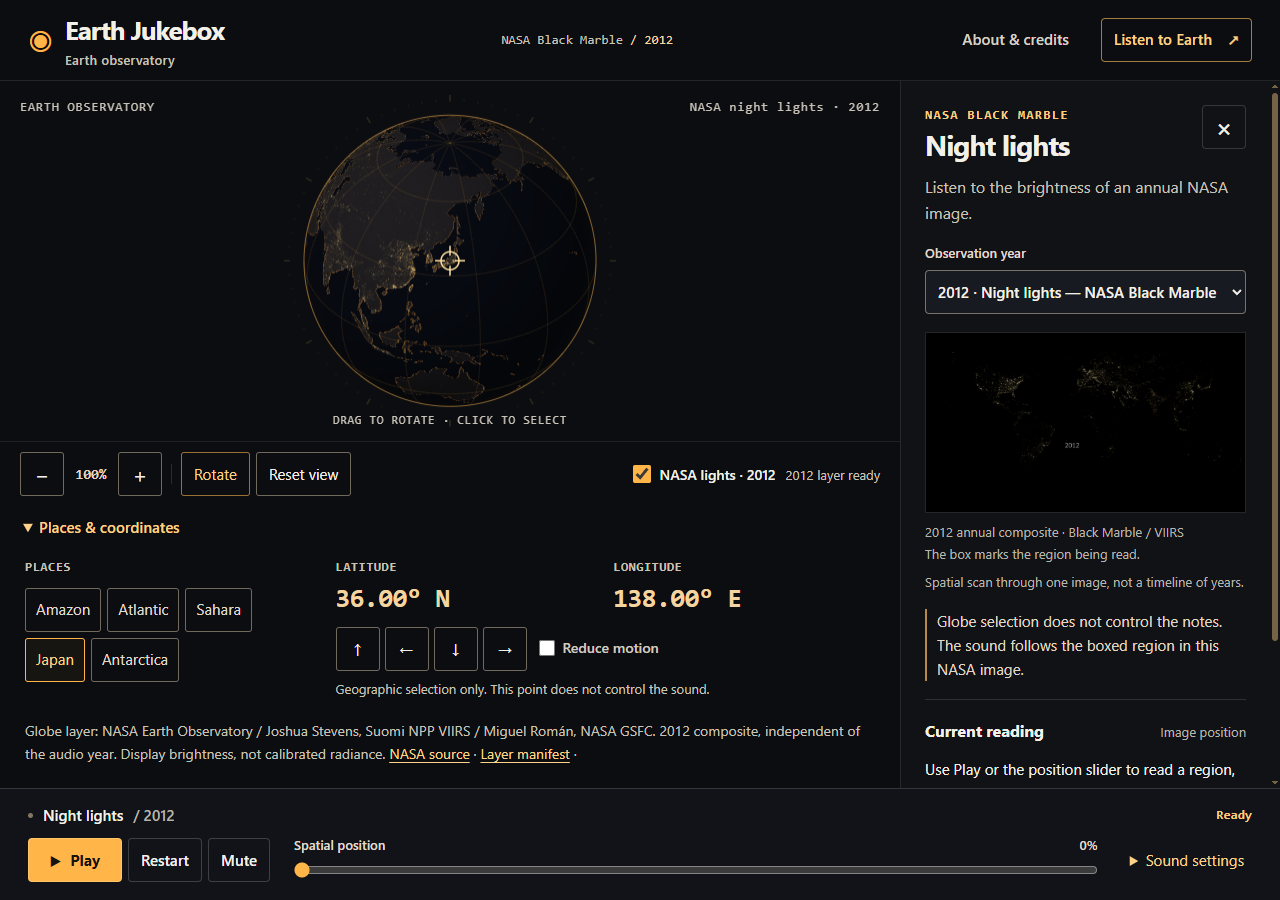 Earth Jukebox
Earth observatory
NASA Black Marble / 2012
About & credits
Listen to Earth ↗
EARTH OBSERVATORY
NASA night lights · 2012
DRAG TO ROTATE · CLICK TO SELECT
− 100% +
Rotate
Reset view
NASA lights · 2012
2012 layer ready
▼ Places & coordinates
PLACES
Amazon
Atlantic
Sahara
Japan
Antarctica
LATITUDE
36.00° N
LONGITUDE
138.00° E
↑ ← ↓ →
Reduce motion
Geographic selection only. This point does not control the sound.
Globe layer: NASA Earth Observatory / Joshua Stevens, Suomi NPP VIIRS / Miguel Román, NASA GSFC. 2012 composite, independent of
the audio year. Display brightness, not calibrated radiance. NASA source · Layer manifest ·
NASA BLACK MARBLE
Night lights
×
Listen to the brightness of an annual NASA
image.
Observation year
2012 · Night lights — NASA Black Marble
2012
2012 annual composite · Black Marble / VIIRS
The box marks the region being read.
Spatial scan through one image, not a timeline of years.
Globe selection does not control the notes.
The sound follows the boxed region in this
NASA image.
Current reading
Image position
Use Play or the position slider to read a region,
Night lights / 2012
Ready
▶ Play
Restart
Mute
Spatial position
0%
▶ Sound settings